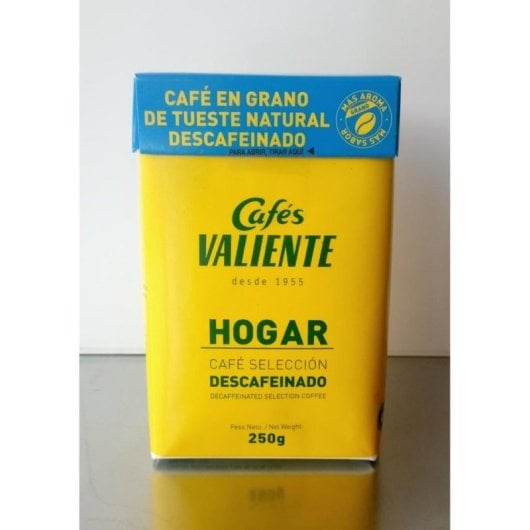 CAFÉ EN GRANO
DE TUESTE NATURAL
DESCAFEINADO
MAS AROMA
GRANO
MAS SABOR
PARA ABRIR, TIRAR AQUÍ
Cafés
VALIENTE
desde 1955
HOGAR
CAFÉ SELECCIÓN
DESCAFEINADO
DECAFFEINATED SELECTION COFFEE
Peso Neto. / Net Weight:
250g